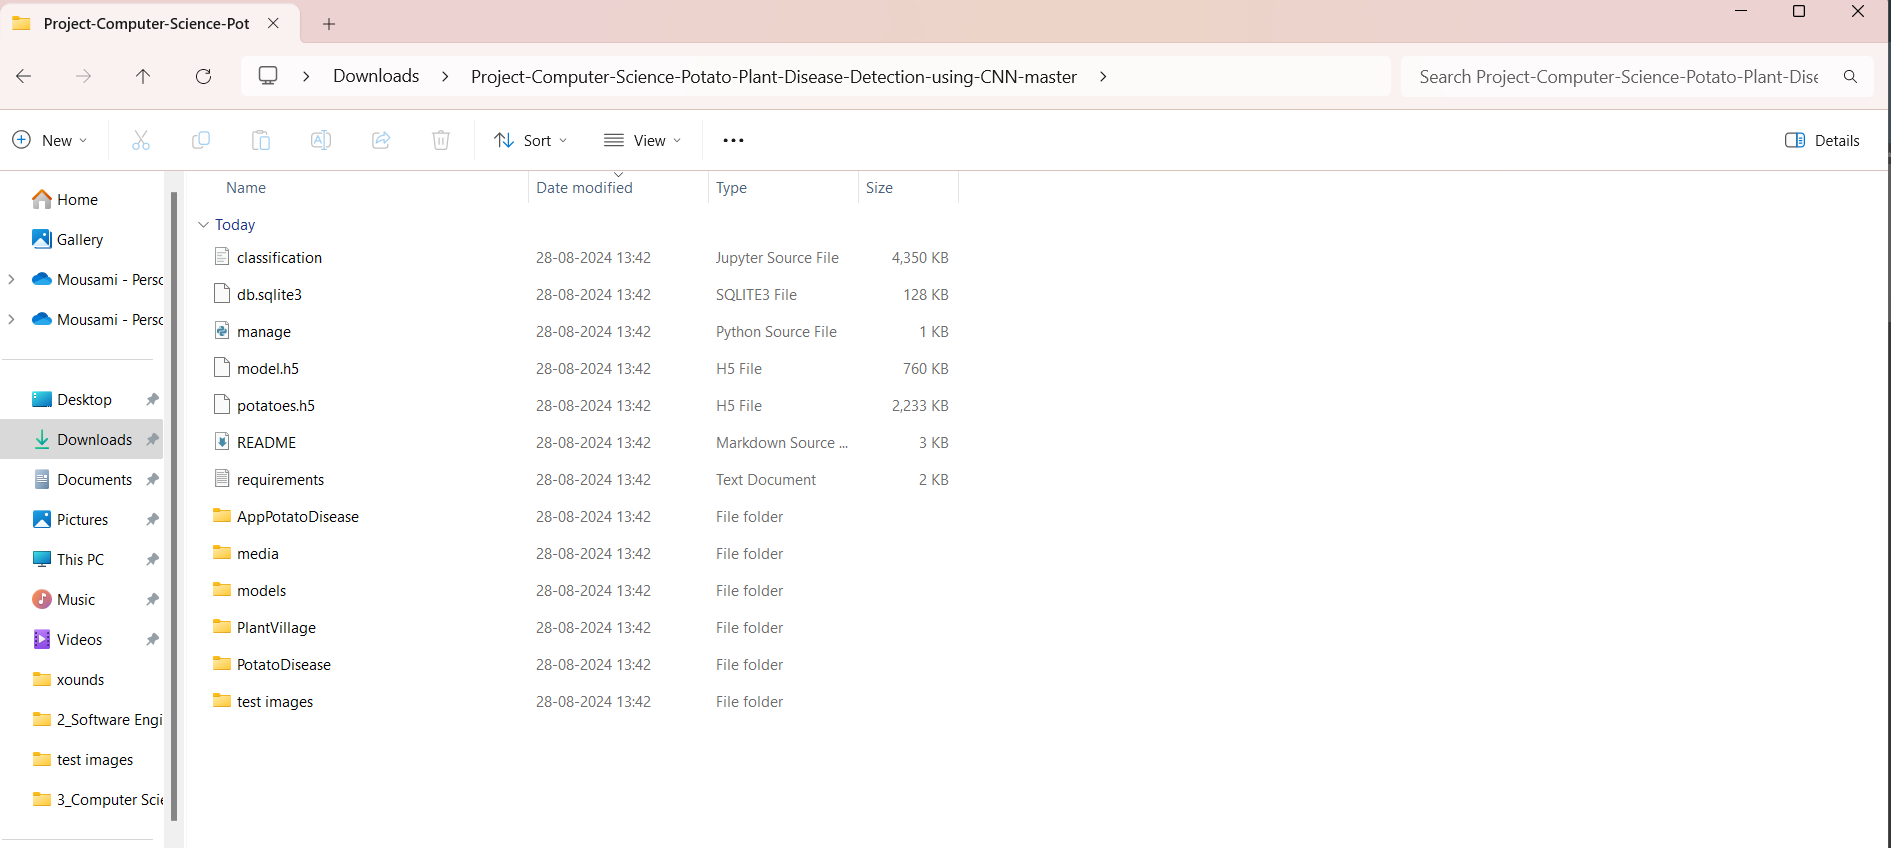 Project-Computer-Science-Pot
Downloads
Project-Computer-Science-Potato-Plant-Disease-Detection-using-CNN-master
Search Project-Computer-Science-Potato-Plant-Dise
New
Sort
View
Details
Home
Gallery
Mousami - Perso
Mousami - Perso
Desktop
Downloads
Documents
Pictures
This PC
Music
Videos
xounds
2_Software Engi
test images
3_Computer Scie
Name Date modified Type Size
Today
classification 28-08-2024 13:42 Jupyter Source File 4,350 KB
db.sqlite3 28-08-2024 13:42 SQLITE3 File 128 KB
manage 28-08-2024 13:42 Python Source File 1 KB
model.h5 28-08-2024 13:42 H5 File 760 KB
potatoes.h5 28-08-2024 13:42 H5 File 2,233 KB
README 28-08-2024 13:42 Markdown Source ... 3 KB
requirements 28-08-2024 13:42 Text Document 2 KB
AppPotatoDisease 28-08-2024 13:42 File folder
media 28-08-2024 13:42 File folder
models 28-08-2024 13:42 File folder
PlantVillage 28-08-2024 13:42 File folder
PotatoDisease 28-08-2024 13:42 File folder
test images 28-08-2024 13:42 File folder